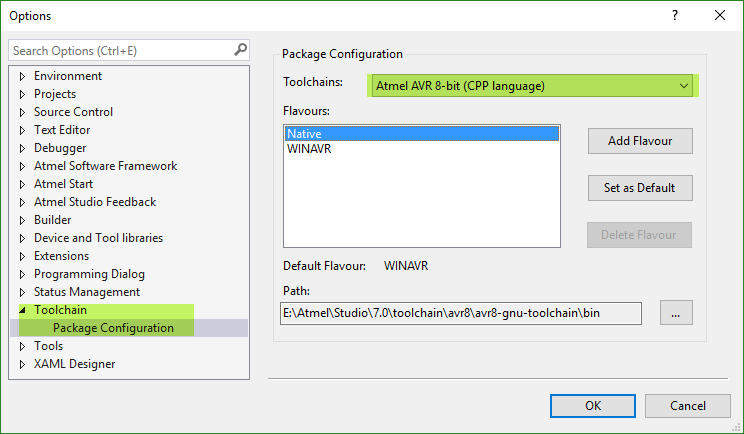 Options
Search Options (Ctrl+E)
Environment
Projects
Source Control
Text Editor
Debugger
Atmel Software Framework
Atmel Start
Atmel Studio Feedback
Builder
Device and Tool libraries
Extensions
Programming Dialog
Status Management
Toolchain
Package Configuration
Tools
XAML Designer
Package Configuration
Toolchains: Atmel AVR 8-bit (CPP language)
Flavours:
Native
WINAVR
Add Flavour
Set as Default
Delete Flavour
Default Flavour: WINAVR
Path:
E:\Atmel\Studio\7.0\toolchain\avr8\avr8-gnu-toolchain\bin
...
OK Cancel